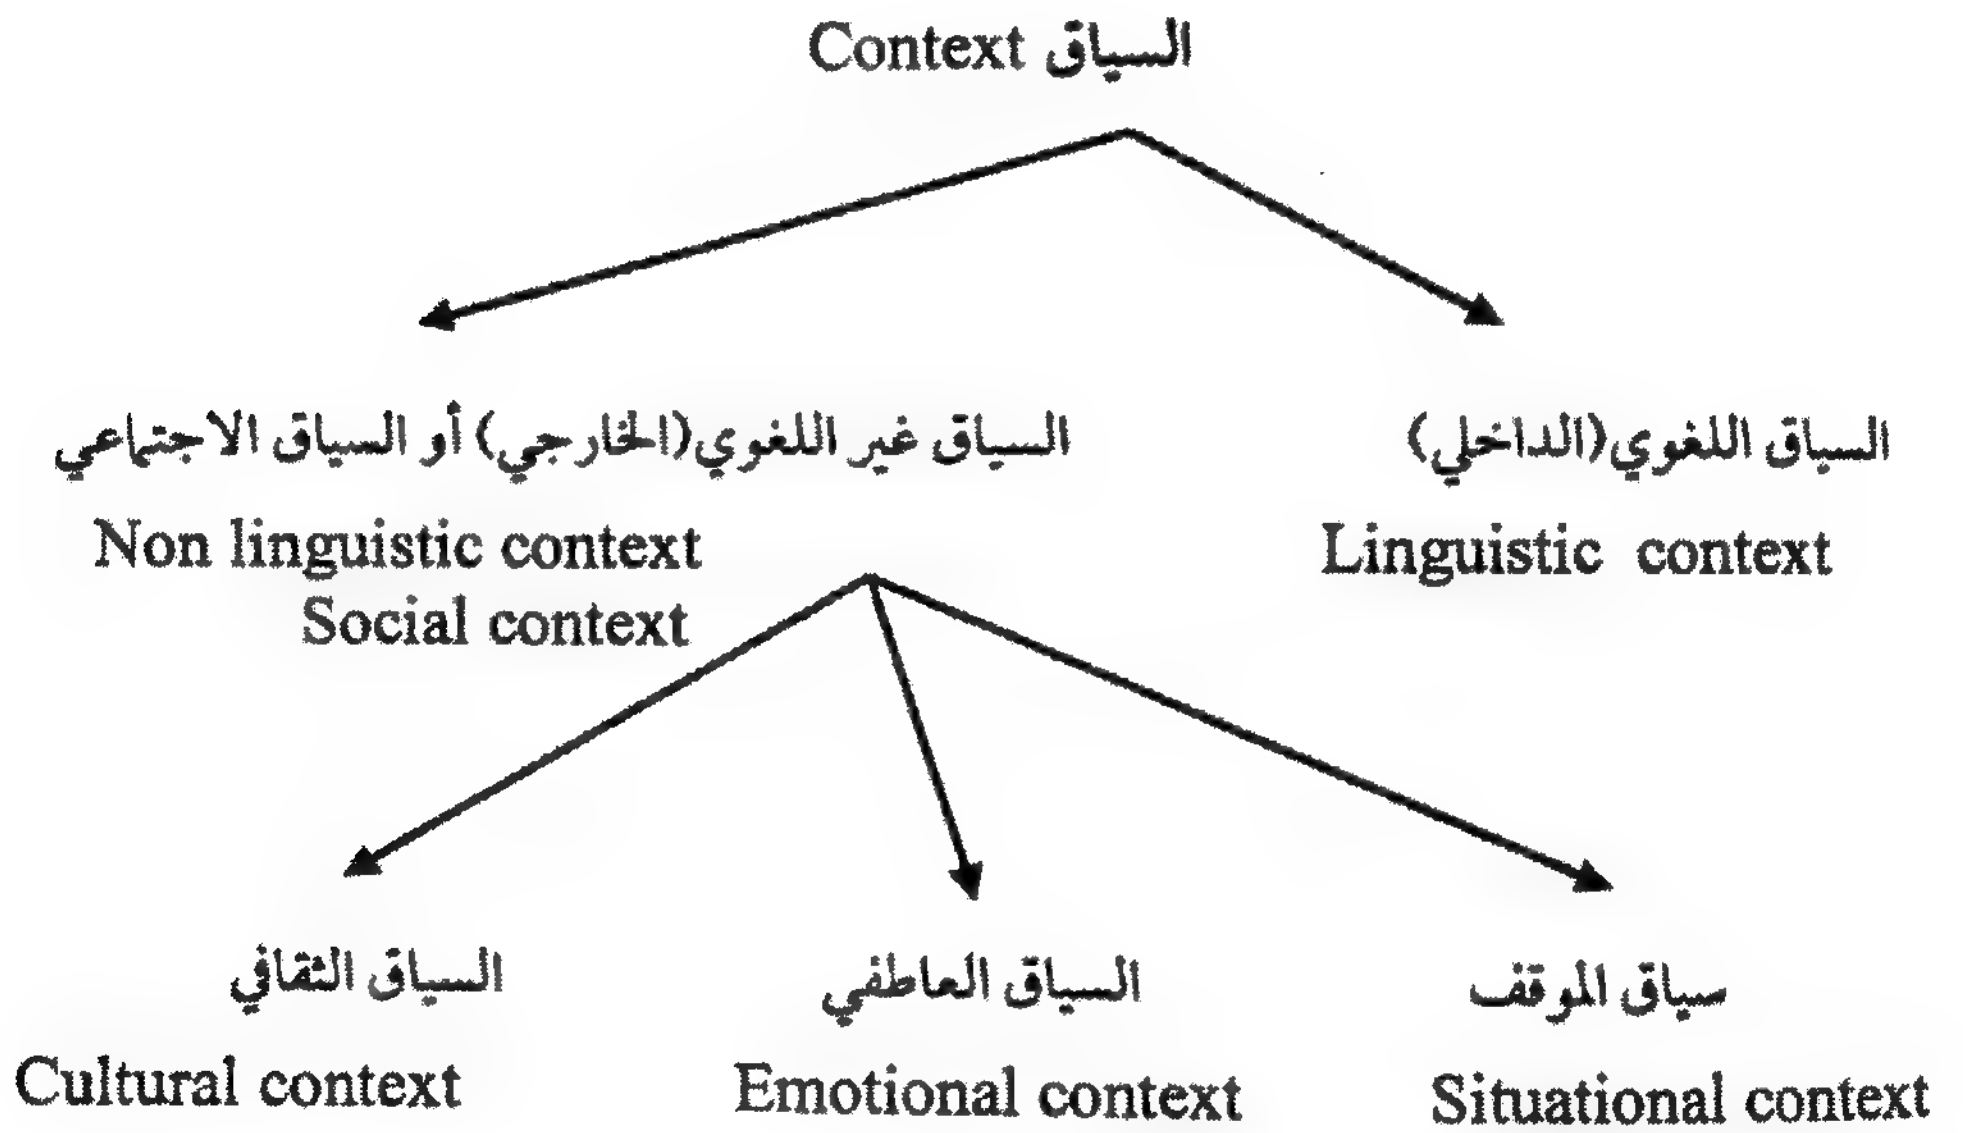 السياق Context
السياق اللغوي(الداخلي)
Linguistic context
السياق غير اللغوي(الخارجي) أو السياق الاجتماعي
Non linguistic context
Social context
سياق الموقف
Situational context
السياق العاطفي
Emotional context
السياق الثقافي
Cultural context